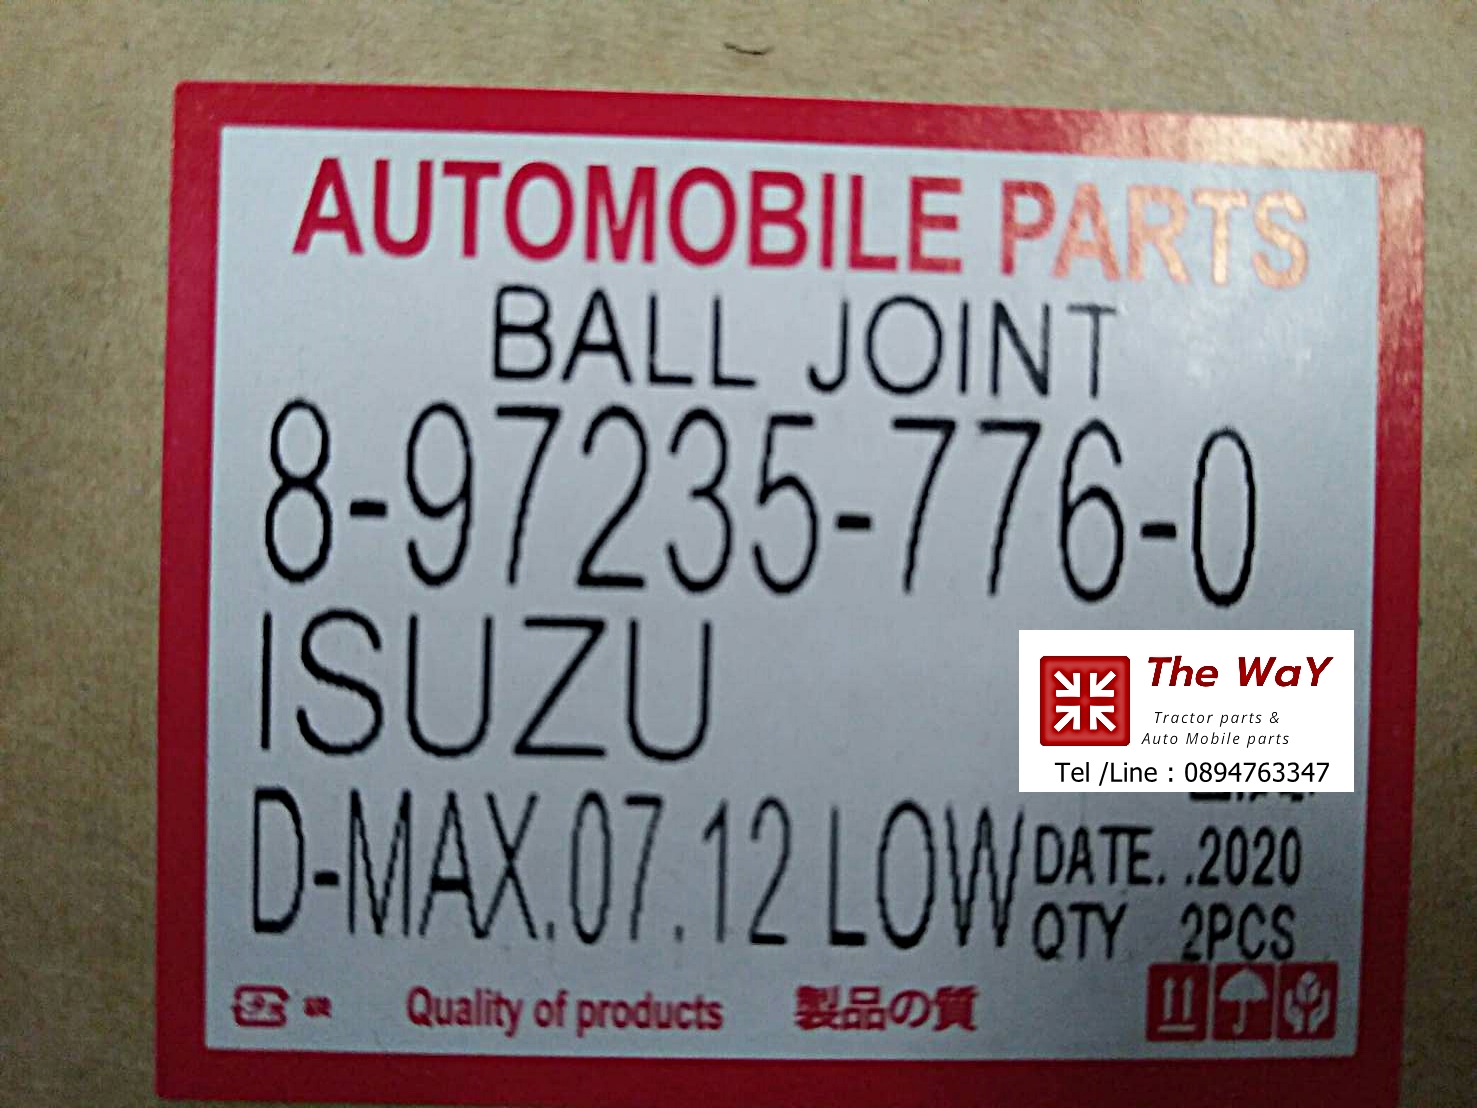 AUTOMOBILE PARTS
BALL JOINT
8-97235-776-0
ISUZU
The WaY
Tractor parts &
Auto Mobile parts
Tel /Line : 0894763347
D-MAX.07.12 LOW
DATE. .2020
QTY 2PCS
Quality of products 製品の質